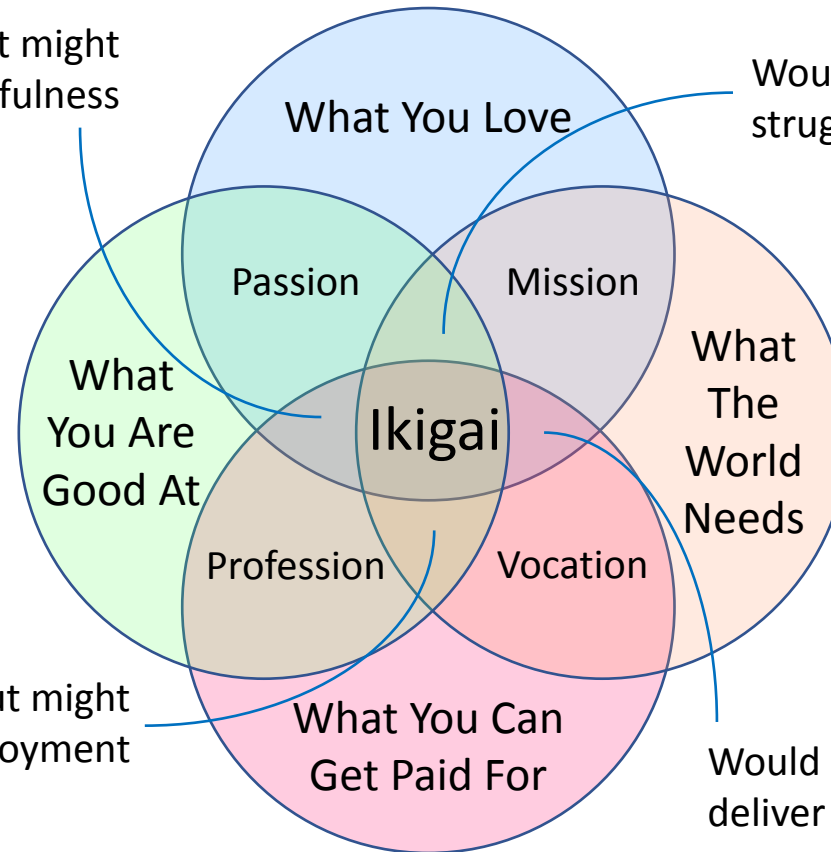 t might
fulness
What You Love
Wou
strug
Passion
Mission
What
You Are
Good At
Ikigai
What
The
World
Needs
Profession
Vocation
ut might
oyment
What You Can
Get Paid For
Would
deliver